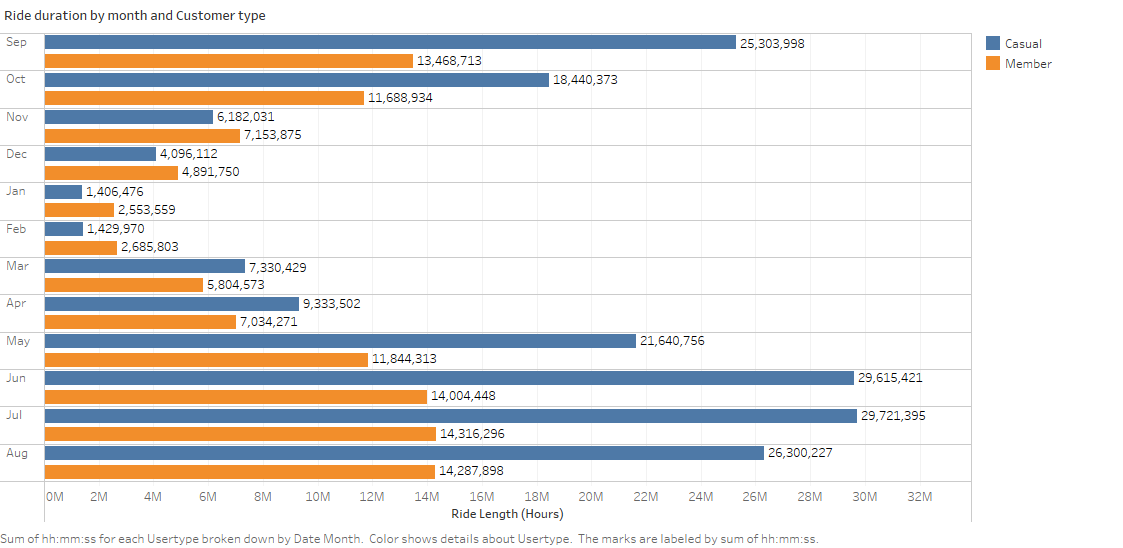 Ride duration by month and Customer type
Sep
25,303,998
13,468,713
Oct
18,440,373
11,688,934
Nov
6,182,031
7,153,875
Dec
4,096,112
4,891,750
Jan
1,406,476
2,553,559
Feb
1,429,970
2,685,803
Mar
7,330,429
5,804,573
Apr
9,333,502
7,034,271
May
21,640,756
11,844,313
Jun
29,615,421
14,004,448
Jul
29,721,395
14,316,296
Aug
26,300,227
14,287,898
0M 2M 4M 6M 8M 10M 12M 14M 16M 18M 20M 22M 24M 26M 28M 30M 32M
Ride Length (Hours)
Casual
Member
Sum of hh:mm:ss for each Usertype broken down by Date Month. Color shows details about Usertype. The marks are labeled by sum of hh:mm:ss.